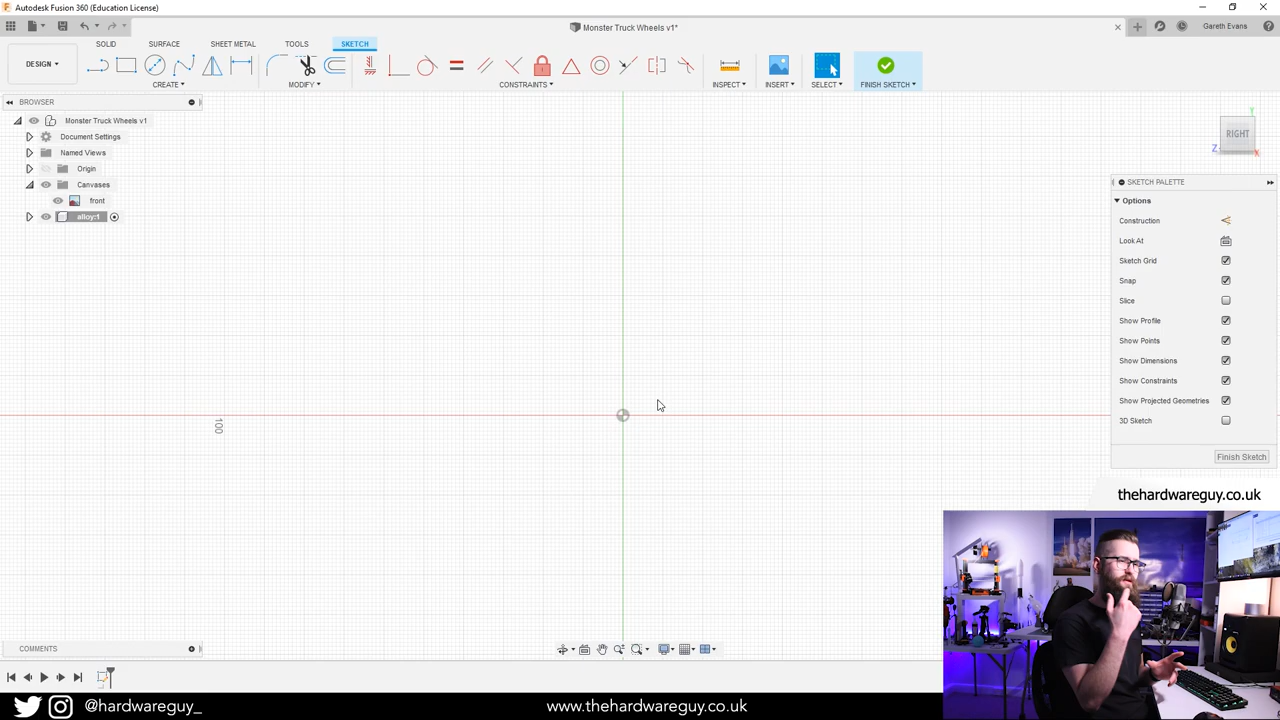 Autodesk Fusion 360 (Education License)
Monster Truck Wheels v1*
Gareth Evans
DESIGN
SOLID
SURFACE
SHEET METAL
TOOLS
SKETCH
CREATE
MODIFY
CONSTRAINTS
INSPECT
INSERT
SELECT
FINISH SKETCH
BROWSER
Monster Truck Wheels v1
Document Settings
Named Views
Origin
Canvases
front
alloy:1
100
Y
RIGHT
Z
X
SKETCH PALETTE
Options
Construction
Look At
Sketch Grid
Snap
Slice
Show Profile
Show Points
Show Dimensions
Show Constraints
Show Projected Geometries
3D Sketch
Finish Sketch
thehardwareguy.co.uk
COMMENTS
@hardwareguy_
www.thehardwareguy.co.uk